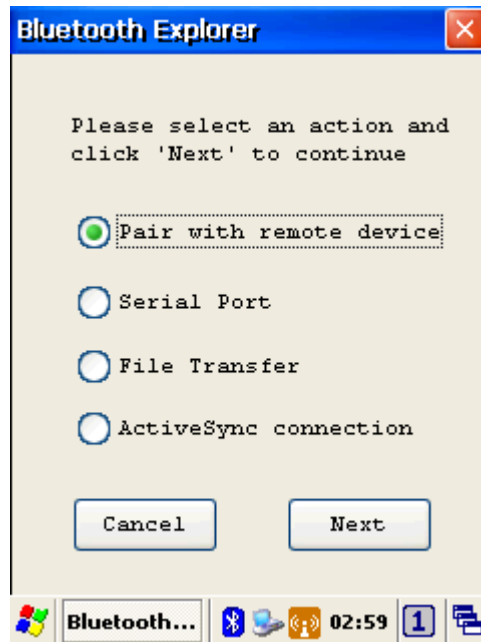 Bluetooth Explorer
Please select an action and
click 'Next' to continue
Pair with remote device
Serial Port
File Transfer
ActiveSync connection
Cancel
Next
Bluetooth...
02:59
1